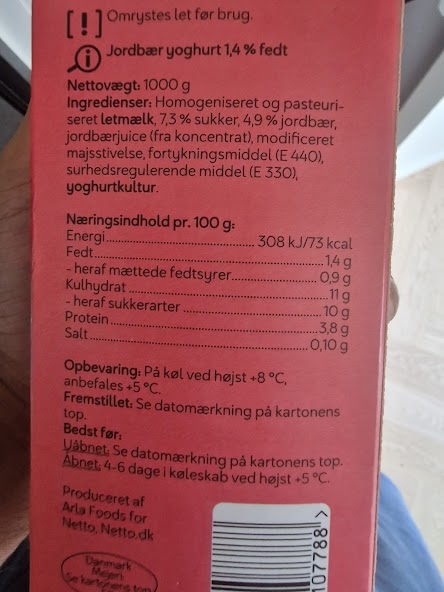 [!] Omrystes let før brug.
Jordbær yoghurt 1,4 % fedt
Nettovægt: 1000 g
Ingredienser: Homogeniseret og pasteuri-
seret letmælk, 7,3 % sukker, 4,9 % jordbær,
jordbærjuice (fra koncentrat), modificeret
majsstivelse, fortykningsmiddel (E 440),
surhedsregulerende middel (E 330),
yoghurtkultur.
Næringsindhold pr. 100 g:
Energi.................................... 308 kJ/73 kcal
Fedt....................................................1,4 g
- heraf mættede fedtsyrer....................0,9 g
Kulhydrat ...........................................11 g
- heraf sukkerarter ..............................10 g
Protein................................................3,8 g
Salt....................................................0,10 g
Opbevaring: På køl ved højst +8 °C,
anbefales +5 °C.
Fremstillet: Se datomærkning på kartonens
top.
Bedst før:
Uåbnet: Se datomærkning på kartonens top.
Åbnet: 4-6 dage i køleskab ved højst +5 °C.
Produceret af
Arla Foods for
Netto, Netto.dk
Danmark
Mejeri:
Se kartonens top
107788 >